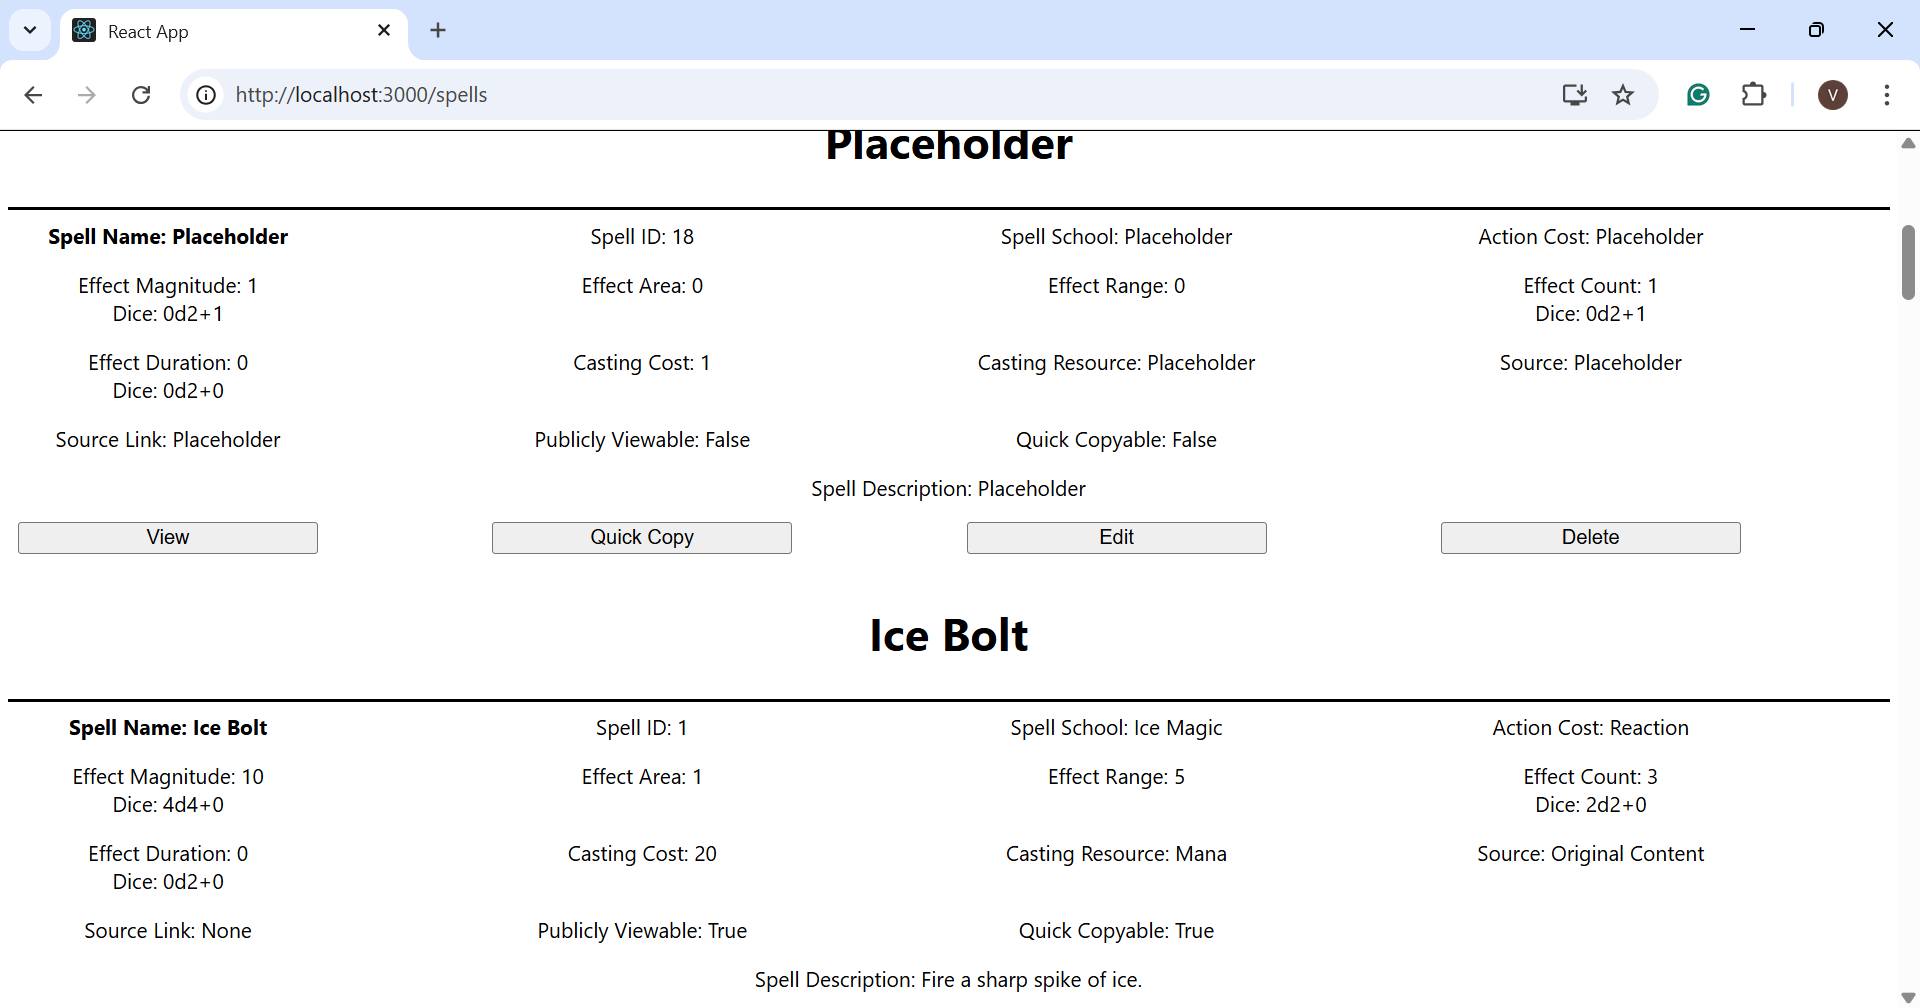 React App
http://localhost:3000/spells
V
Placeholder
Spell Name: Placeholder Spell ID: 18 Spell School: Placeholder Action Cost: Placeholder
Effect Magnitude: 1 Effect Area: 0 Effect Range: 0 Effect Count: 1
Dice: 0d2+1 Dice: 0d2+1
Effect Duration: 0 Casting Cost: 1 Casting Resource: Placeholder Source: Placeholder
Dice: 0d2+0
Source Link: Placeholder Publicly Viewable: False Quick Copyable: False
Spell Description: Placeholder
View Quick Copy Edit Delete
Ice Bolt
Spell Name: Ice Bolt Spell ID: 1 Spell School: Ice Magic Action Cost: Reaction
Effect Magnitude: 10 Effect Area: 1 Effect Range: 5 Effect Count: 3
Dice: 4d4+0 Dice: 2d2+0
Effect Duration: 0 Casting Cost: 20 Casting Resource: Mana Source: Original Content
Dice: 0d2+0
Source Link: None Publicly Viewable: True Quick Copyable: True
Spell Description: Fire a sharp spike of ice.